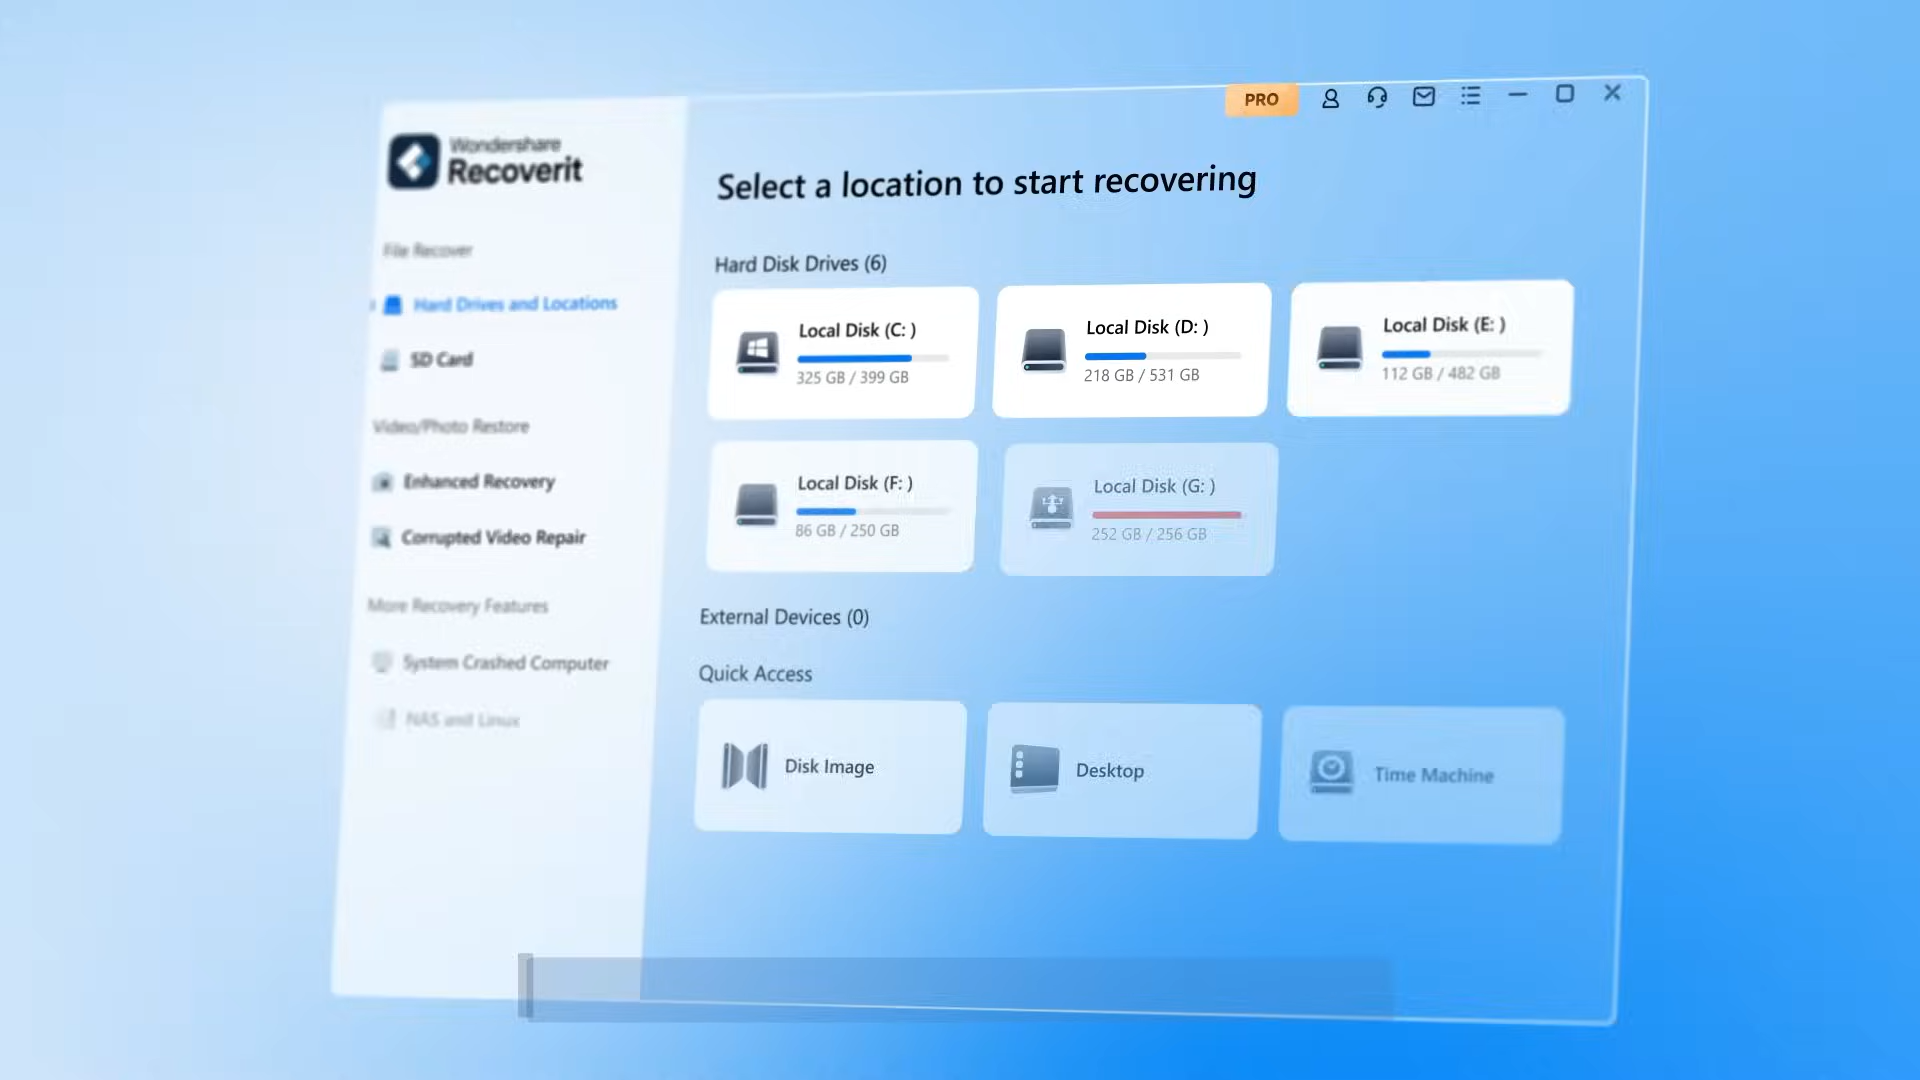 PRO
Wondershare
Recoverit
Select a location to start recovering
File Recover
Hard Drives and Locations
SD Card
Video/Photo Restore
Enhanced Recovery
Corrupted Video Repair
More Recovery Features
System Crashed Computer
NAS and Linux
Hard Disk Drives (6)
Local Disk (C: )
325 GB / 399 GB
Local Disk (D: )
218 GB / 531 GB
Local Disk (E: )
112 GB / 482 GB
Local Disk (F: )
86 GB / 250 GB
Local Disk (G: )
252 GB / 256 GB
External Devices (0)
Quick Access
Disk Image
Desktop
Time Machine